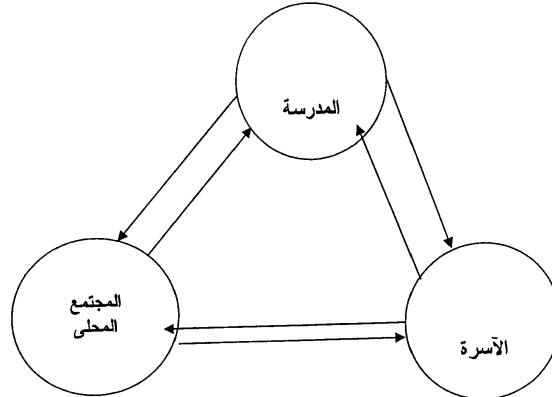 المدرسة
المجتمع
المحلى
الآسرة